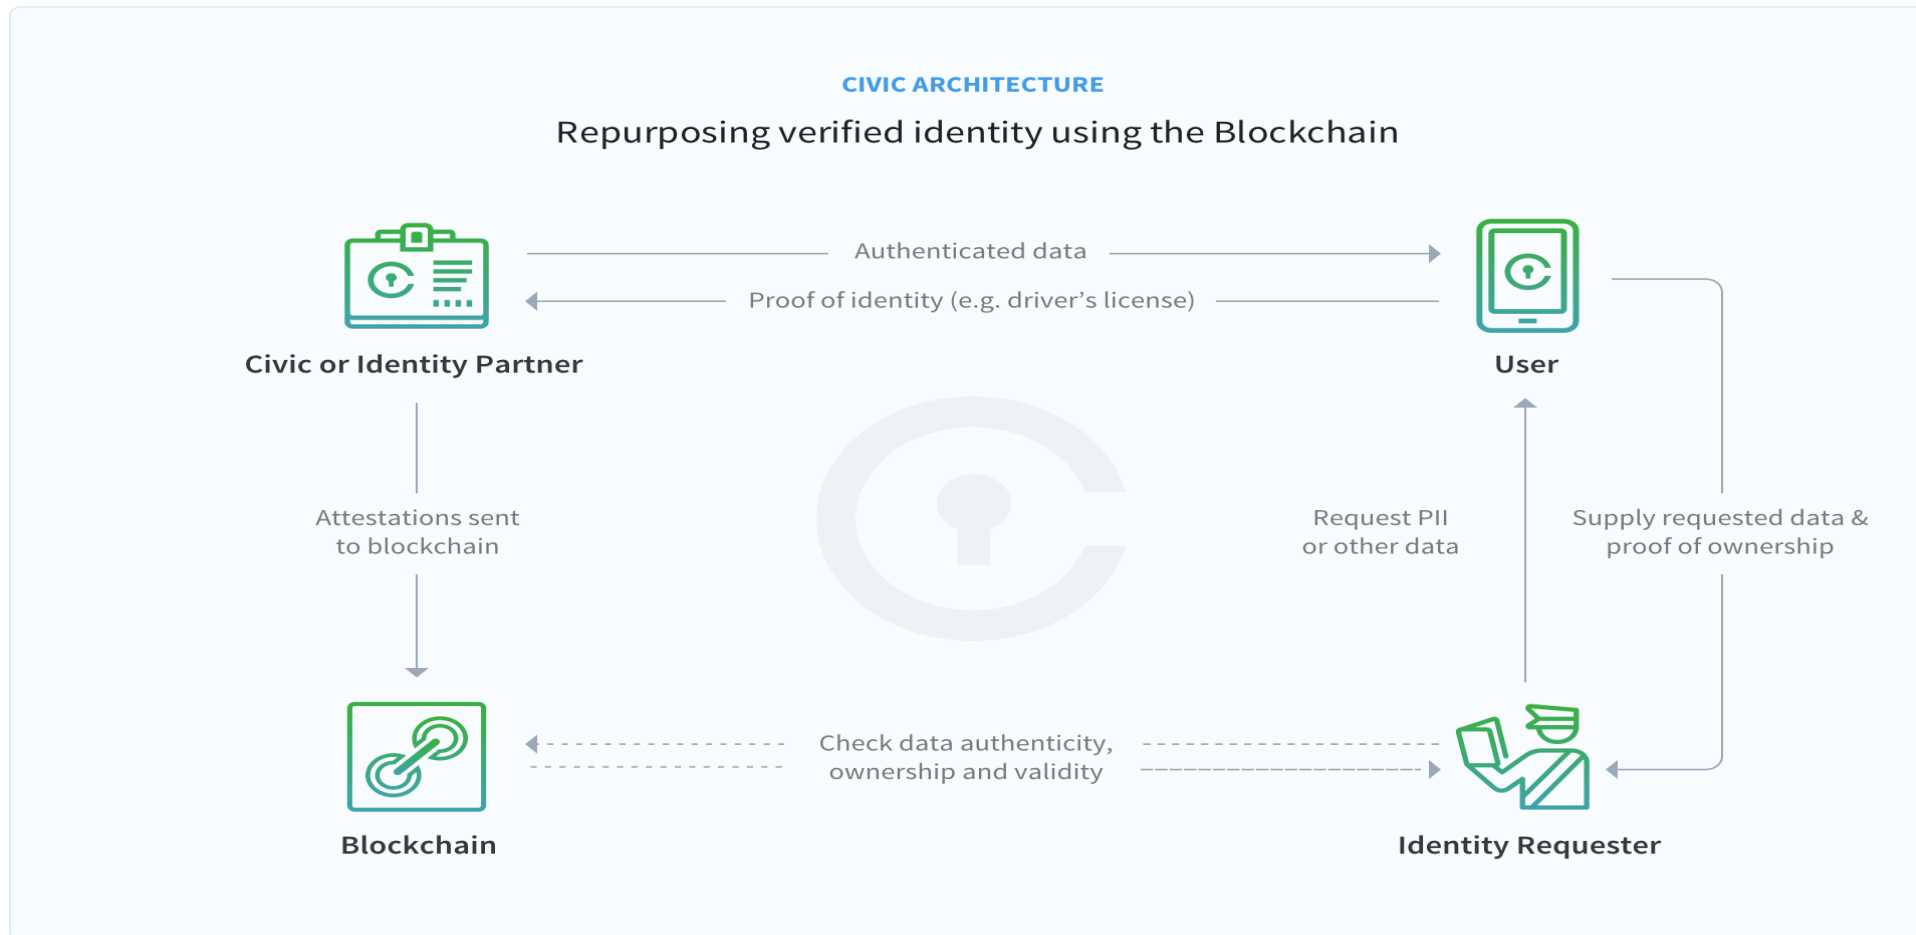 CIVIC ARCHITECTURE
Repurposing verified identity using the Blockchain
Authenticated data
Proof of identity (e.g. driver’s license)
Civic or Identity Partner
User
Attestations sent
to blockchain
Request PII
or other data
Supply requested data &
proof of ownership
Check data authenticity,
ownership and validity
Blockchain
Identity Requester